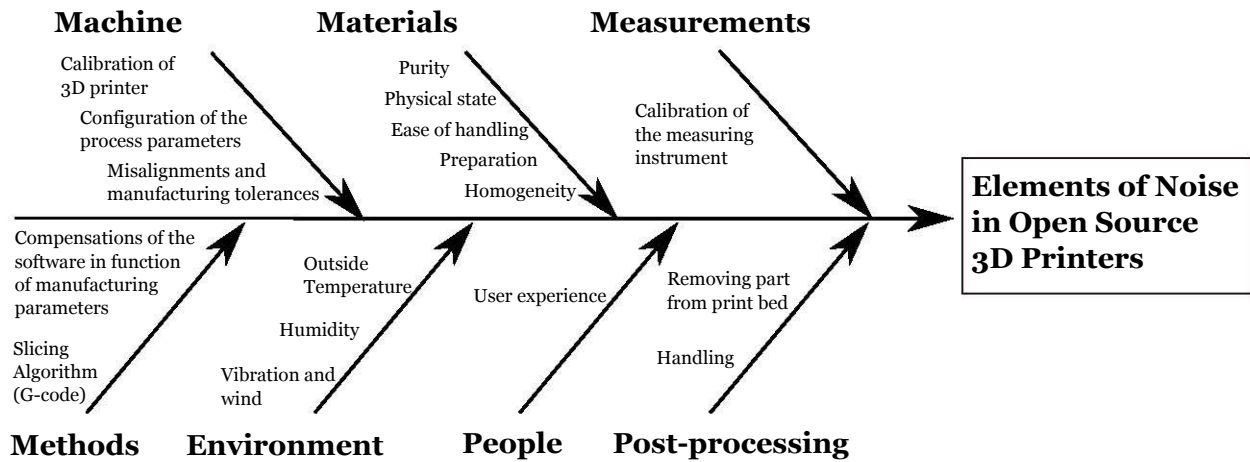 Machine
Calibration of
3D printer
Configuration of the
process parameters
Misalignments and
manufacturing tolerances
Materials
Purity
Physical state
Ease of handling
Preparation
Homogeneity
Measurements
Calibration of
the measuring
instrument
Elements of Noise
in Open Source
3D Printers
Compensations of the
software in function
of manufacturing
parameters
Slicing
Algorithm
(G-code)
Methods
Outside
Temperature
Humidity
Vibration and
wind
Environment
User experience
People
Removing part
from print bed
Handling
Post-processing